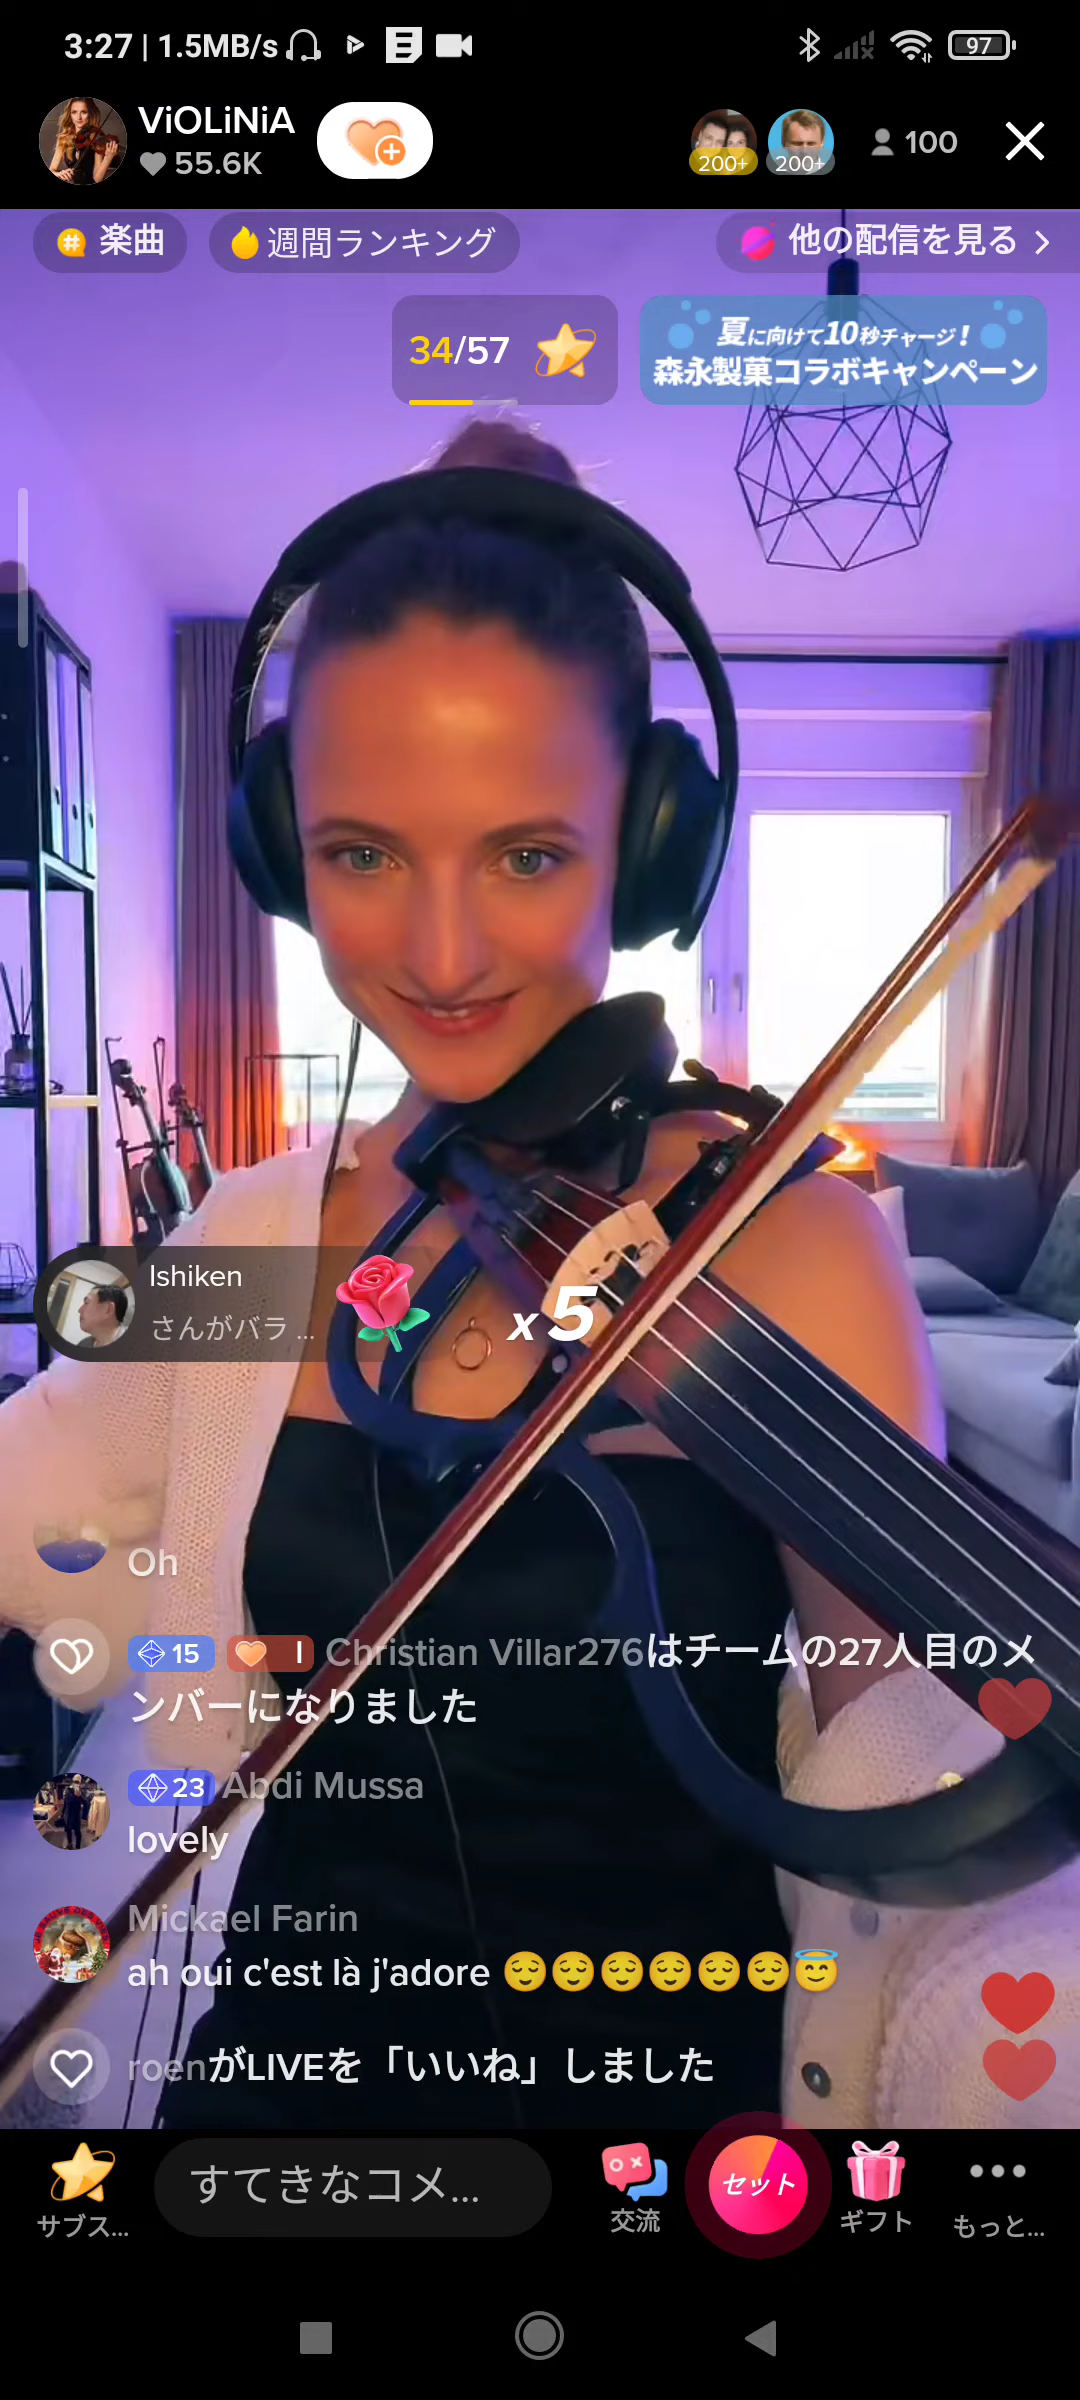 3:27 | 1.5MB/s
97
ViOLiNiA
55.6K
200+
200+
100
楽曲
週間ランキング
他の配信を見る
34/57
夏に向けて10秒チャージ!
森永製菓コラボキャンペーン
Ishiken
さんがバラ ...
x5
Oh
15 I Christian Villar276はチームの27人目のメ
ンバーになりました
23 Abdi Mussa
lovely
Mickael Farin
ah oui c'est là j'adore 😌😌😌😌😌😌😇
roenがLIVEを「いいね」しました
サブス...
すてきなコメ...
交流
セット
ギフト
もっと...